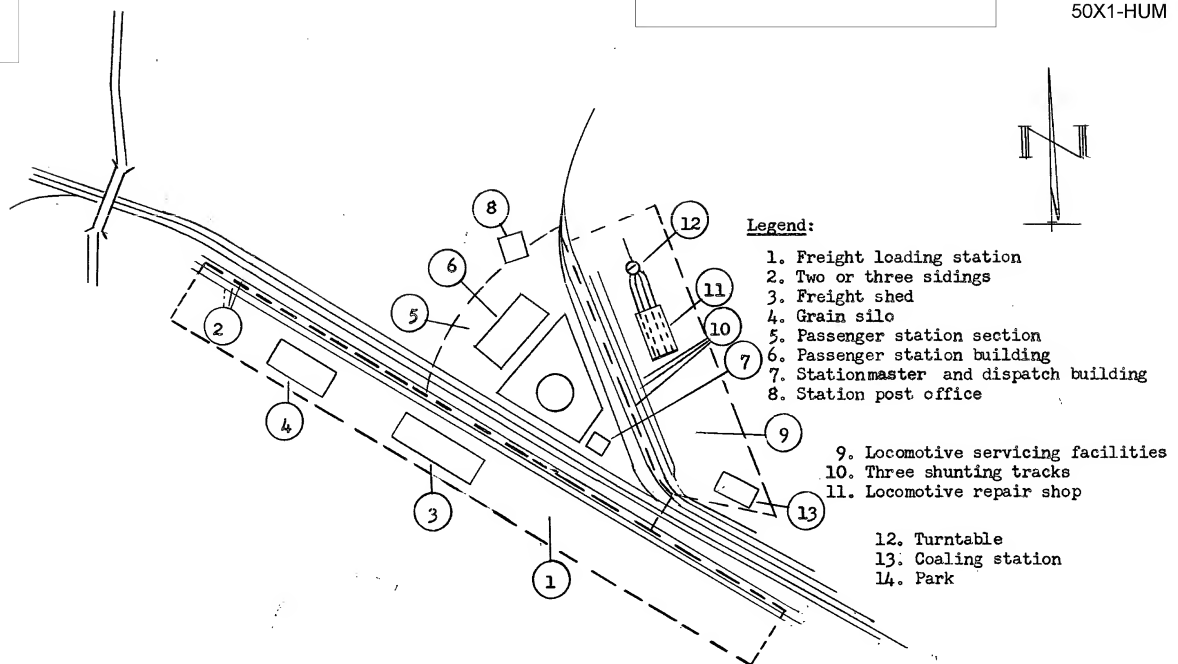 50X1-HUM
N
8
12
6
11
5
10
2
7
4
9
3
13
1
Legend:
1. Freight loading station
2. Two or three sidings
3. Freight shed
4. Grain silo
5. Passenger station section
6. Passenger station building
7. Stationmaster and dispatch building
8. Station post office
9. Locomotive servicing facilities
10. Three shunting tracks
11. Locomotive repair shop
12. Turntable
13. Coaling station
14. Park